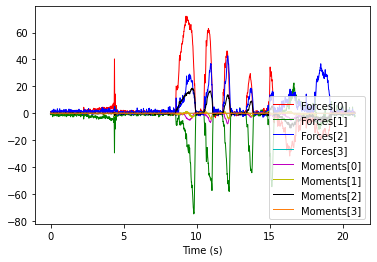 80
60
40
20
0
−20
−40
−60
−80
0
5
10
15
20
Time (s)
Forces[0]
Forces[1]
Forces[2]
Forces[3]
Moments[0]
Moments[1]
Moments[2]
Moments[3]